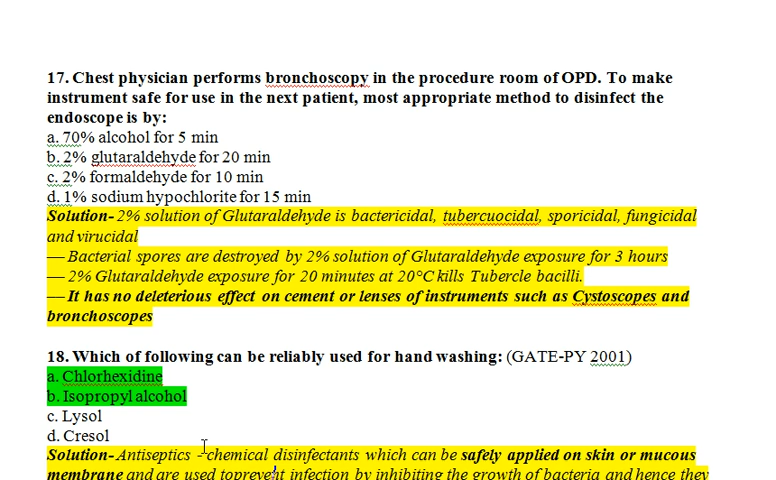 17. Chest physician performs bronchoscopy in the procedure room of OPD. To make
instrument safe for use in the next patient, most appropriate method to disinfect the
endoscope is by:
a. 70% alcohol for 5 min
b. 2% glutaraldehyde for 20 min
c. 2% formaldehyde for 10 min
d. 1% sodium hypochlorite for 15 min
Solution- 2% solution of Glutaraldehyde is bactericidal, tubercuocidal, sporicidal, fungicidal
and virucidal
— Bacterial spores are destroyed by 2% solution of Glutaraldehyde exposure for 3 hours
— 2% Glutaraldehyde exposure for 20 minutes at 20°C kills Tubercle bacilli.
— It has no deleterious effect on cement or lenses of instruments such as Cystoscopes and
bronchoscopes
18. Which of following can be reliably used for hand washing: (GATE-PY 2001)
a. Chlorhexidine
b. Isopropyl alcohol
c. Lysol
d. Cresol
Solution- Antiseptics - chemical disinfectants which can be safely applied on skin or mucous
membrane and are used toprevent infection by inhibiting the growth of bacteria and hence they